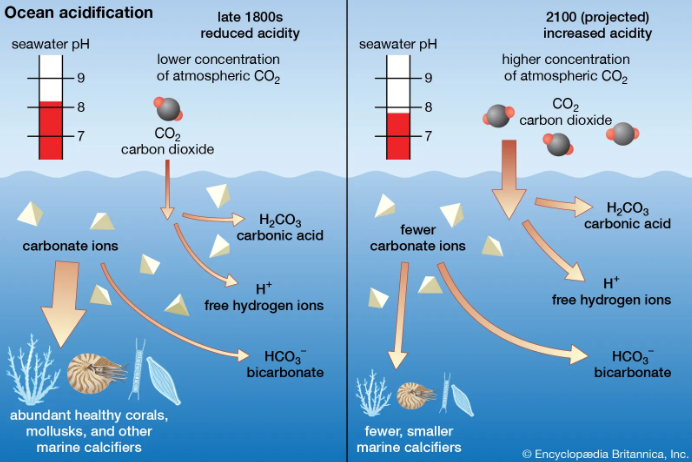 Ocean acidification
late 1800s
reduced acidity
seawater pH
lower concentration
of atmospheric CO₂
9
8
7
CO₂
carbon dioxide
carbonate ions
H₂CO₃
carbonic acid
H⁺
free hydrogen ions
HCO₃⁻
bicarbonate
abundant healthy corals,
mollusks, and other
marine calcifiers
2100 (projected)
increased acidity
seawater pH
higher concentration
of atmospheric CO₂
9
8
7
CO₂
carbon dioxide
fewer
carbonate ions
H₂CO₃
carbonic acid
H⁺
free hydrogen ions
HCO₃⁻
bicarbonate
fewer, smaller
marine calcifiers
© Encyclopædia Britannica, Inc.